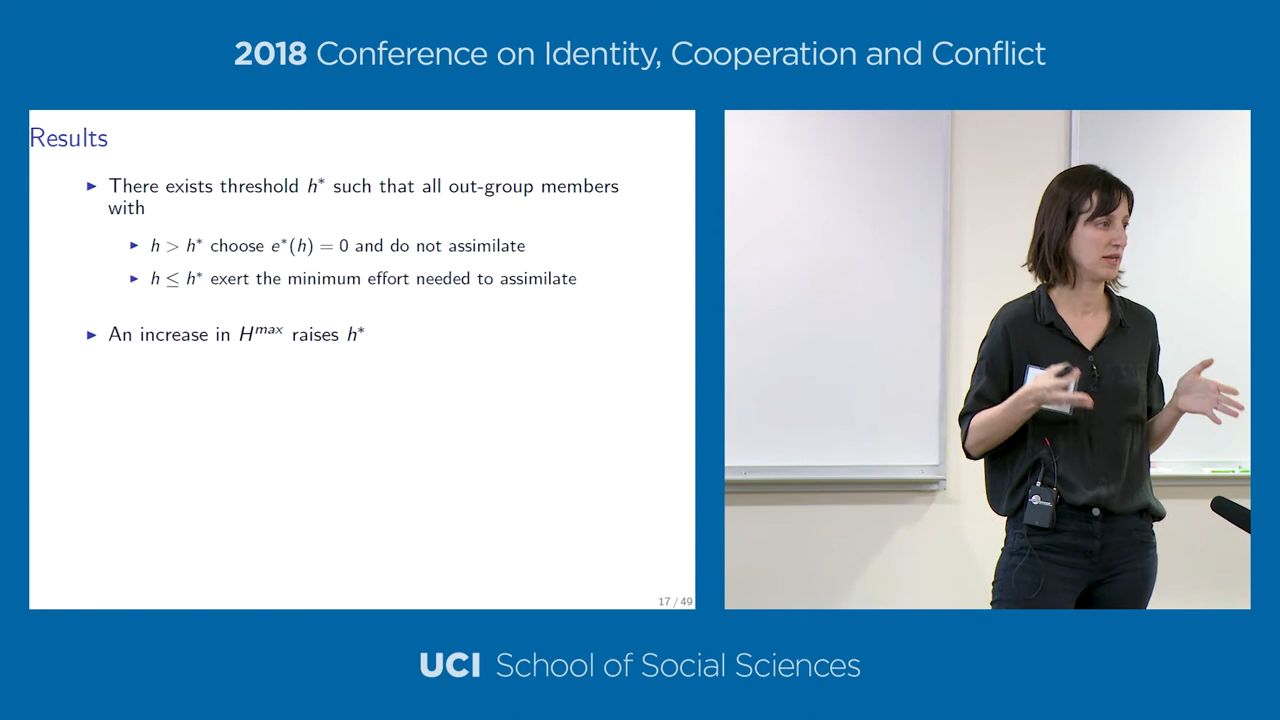 2018 Conference on Identity, Cooperation and Conflict
Results
▶ There exists threshold h* such that all out-group members
with
▶ h > h* choose e*(h) = 0 and do not assimilate
▶ h ≤ h* exert the minimum effort needed to assimilate
▶ An increase in H^max raises h*
17 / 49
UCI School of Social Sciences